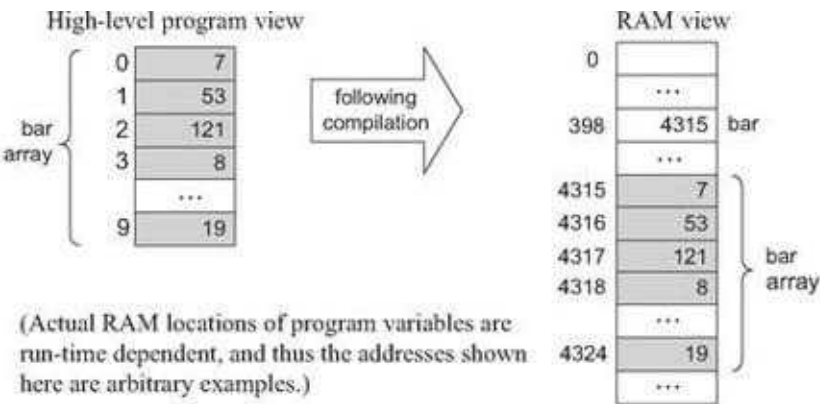 High-level program view
0 7
1 53
bar array
2 121
3 8
...
9 19
following
compilation
RAM view
0
...
398 4315 bar
...
4315 7
4316 53
4317 121
bar array
4318 8
...
4324 19
...
(Actual RAM locations of program variables are
run-time dependent, and thus the addresses shown
here are arbitrary examples.)